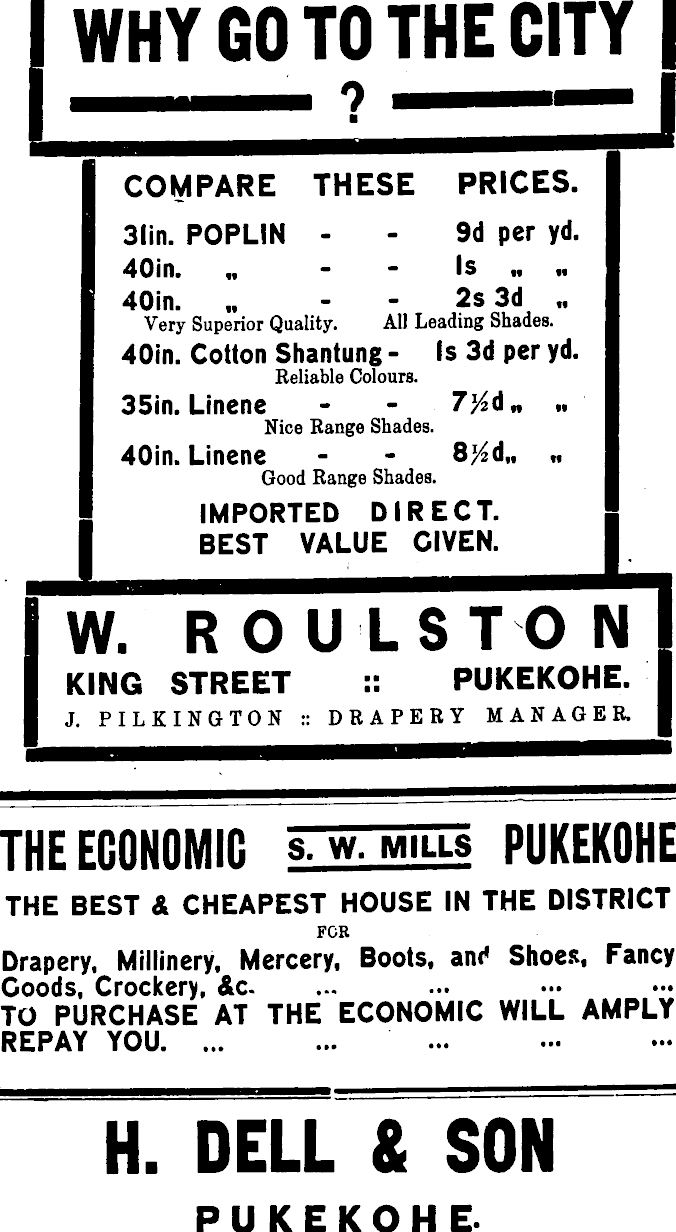 WHY GO TO THE CITY
?
COMPARE THESE PRICES.
31in. POPLIN - - 9d per yd.
40in. „ - - 1s „ „
40in. „ - - 2s 3d „
Very Superior Quality. All Leading Shades.
40in. Cotton Shantung - 1s 3d per yd.
Reliable Colours.
35in. Linene - - 7½d „ „
Nice Range Shades.
40in. Linene - - 8½d „ „
Good Range Shades.
IMPORTED DIRECT.
BEST VALUE GIVEN.
W. ROULSTON
KING STREET :: PUKEKOHE.
J. PILKINGTON :: DRAPERY MANAGER.
THE ECONOMIC S. W. MILLS PUKEKOHE
THE BEST & CHEAPEST HOUSE IN THE DISTRICT
FOR
Drapery, Millinery, Mercery, Boots, and Shoes, Fancy
Goods, Crockery, &c. ... ... ... ...
TO PURCHASE AT THE ECONOMIC WILL AMPLY
REPAY YOU. ... ... ... ... ...
H. DELL & SON
PUKEKOHE.